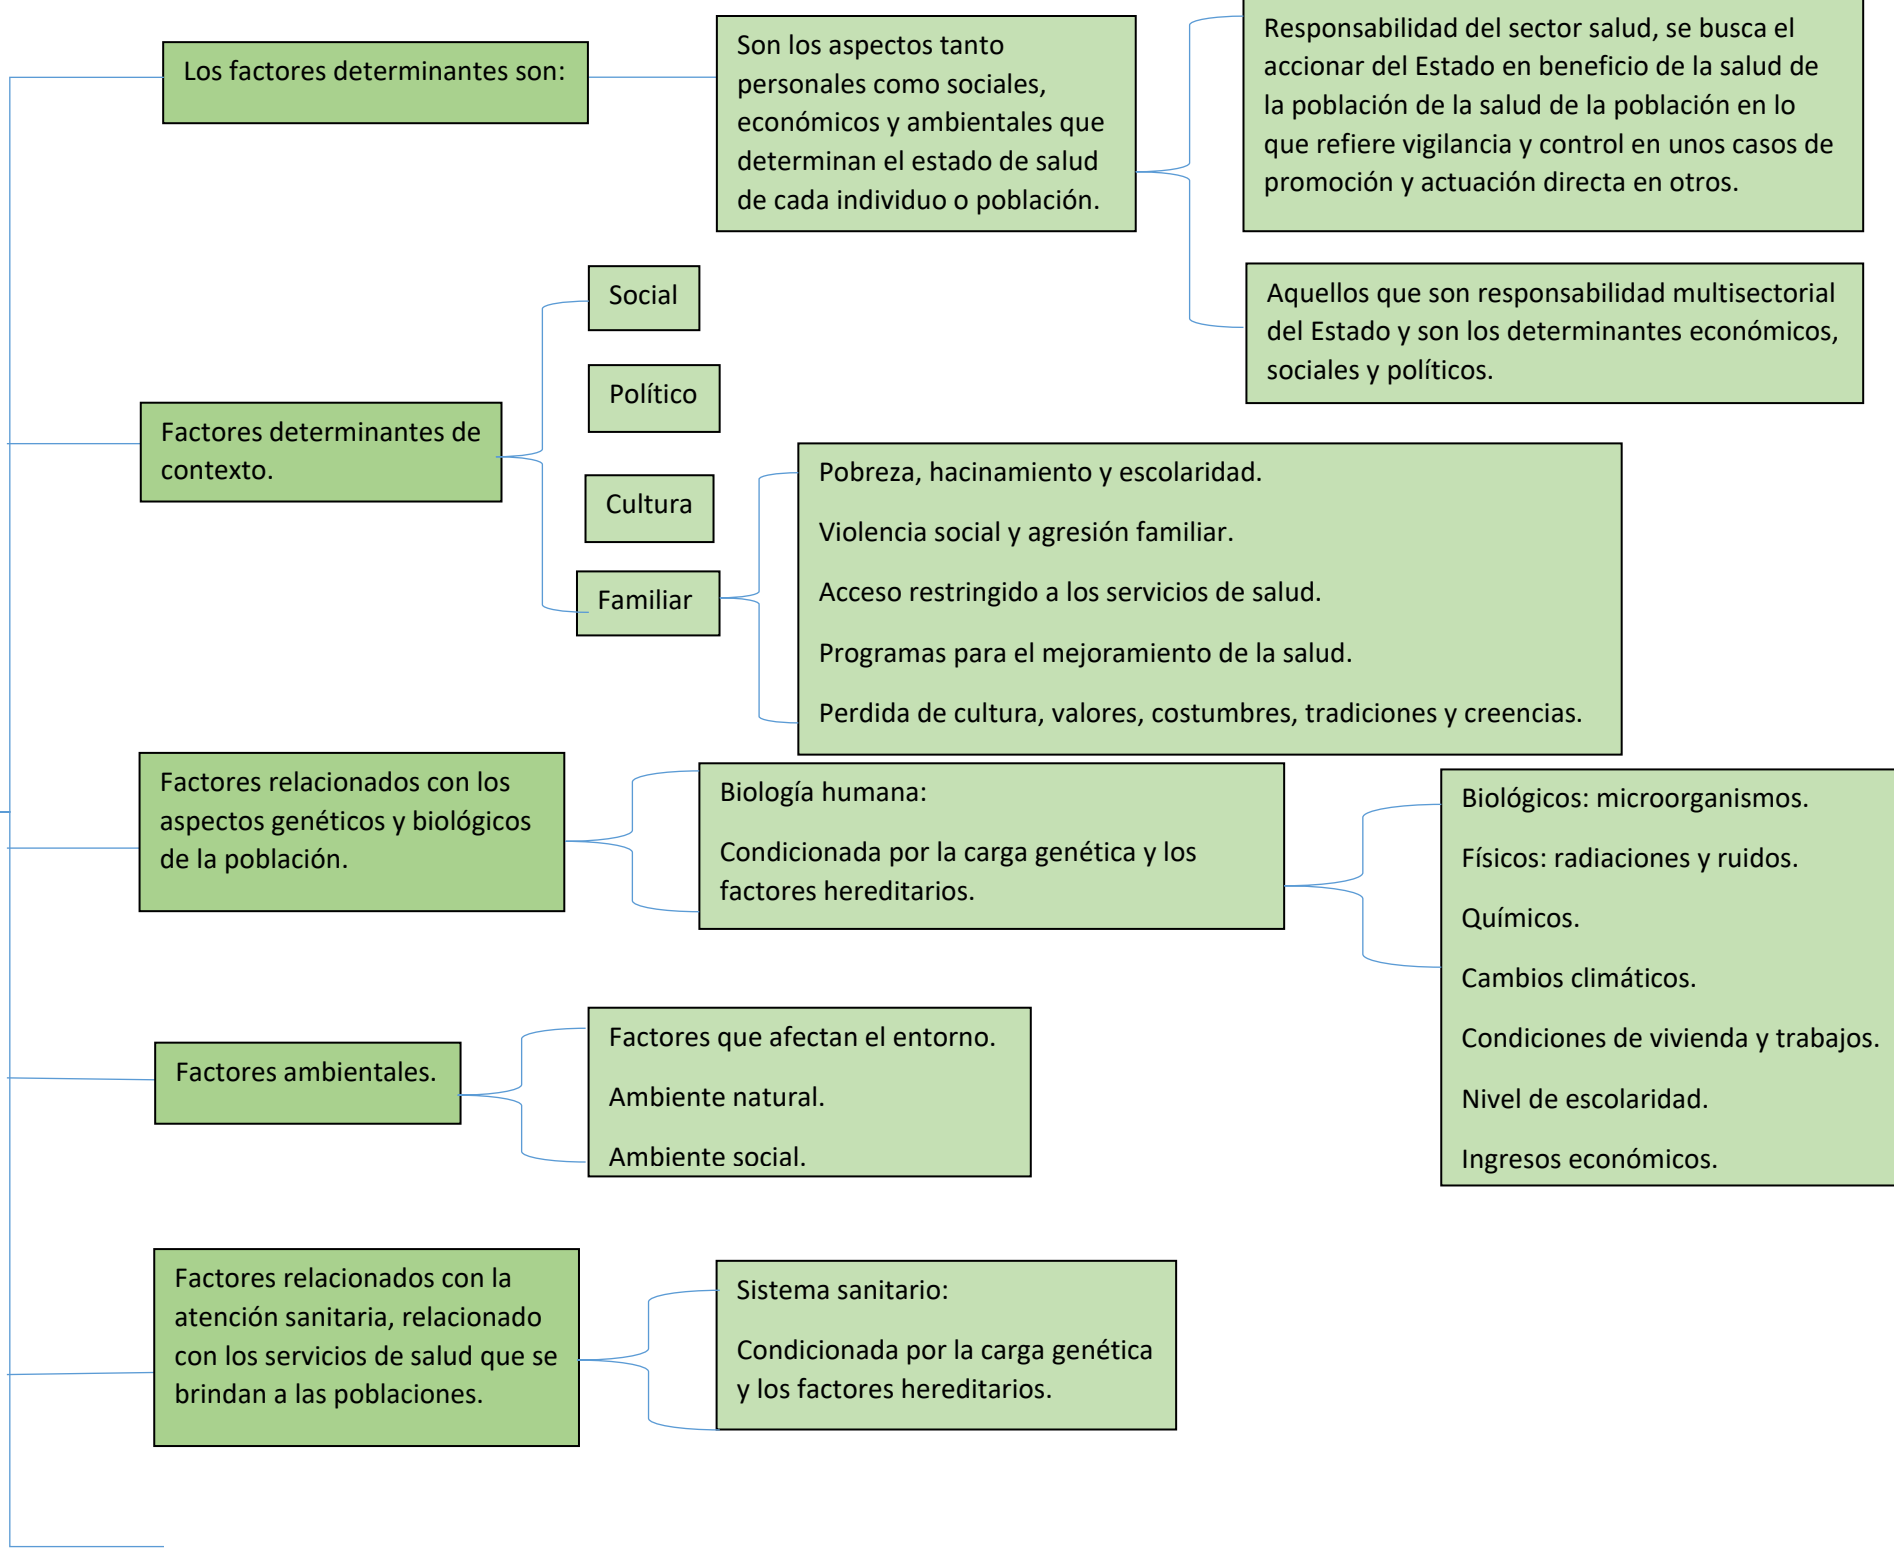 Los factores determinantes son:
Son los aspectos tanto
personales como sociales,
económicos y ambientales que
determinan el estado de salud
de cada individuo o población.
Responsabilidad del sector salud, se busca el
accionar del Estado en beneficio de la salud de
la población de la salud de la población en lo
que refiere vigilancia y control en unos casos de
promoción y actuación directa en otros.
Aquellos que son responsabilidad multisectorial
del Estado y son los determinantes económicos,
sociales y políticos.
Factores determinantes de
contexto.
Social
Político
Cultura
Familiar
Pobreza, hacinamiento y escolaridad.
Violencia social y agresión familiar.
Acceso restringido a los servicios de salud.
Programas para el mejoramiento de la salud.
Perdida de cultura, valores, costumbres, tradiciones y creencias.
Factores relacionados con los
aspectos genéticos y biológicos
de la población.
Biología humana:
Condicionada por la carga genética y los
factores hereditarios.
Biológicos: microorganismos.
Físicos: radiaciones y ruidos.
Químicos.
Cambios climáticos.
Condiciones de vivienda y trabajos.
Nivel de escolaridad.
Ingresos económicos.
Factores ambientales.
Factores que afectan el entorno.
Ambiente natural.
Ambiente social.
Factores relacionados con la
atención sanitaria, relacionado
con los servicios de salud que se
brindan a las poblaciones.
Sistema sanitario:
Condicionada por la carga genética
y los factores hereditarios.